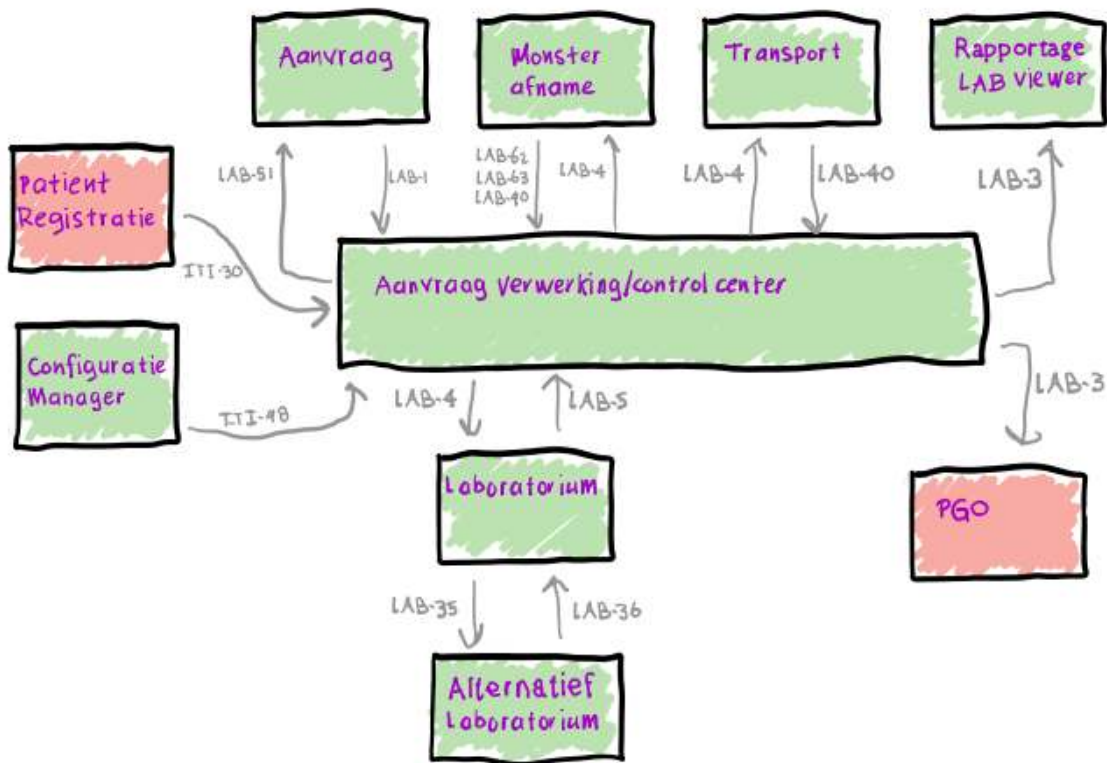 Aanvraag
Monster
afname
Transport
Rapportage
LAB viewer
Patient
Registratie
LAB-51
LAB-1
LAB-62
LAB-63
LAB-40
LAB-4
LAB-4
LAB-40
LAB-3
ITI-30
Aanvraag verwerking/control center
Configuratie
Manager
ITI-48
LAB-4
LAB-5
LAB-3
Laboratorium
PGO
LAB-35
LAB-36
Alternatief
Laboratorium